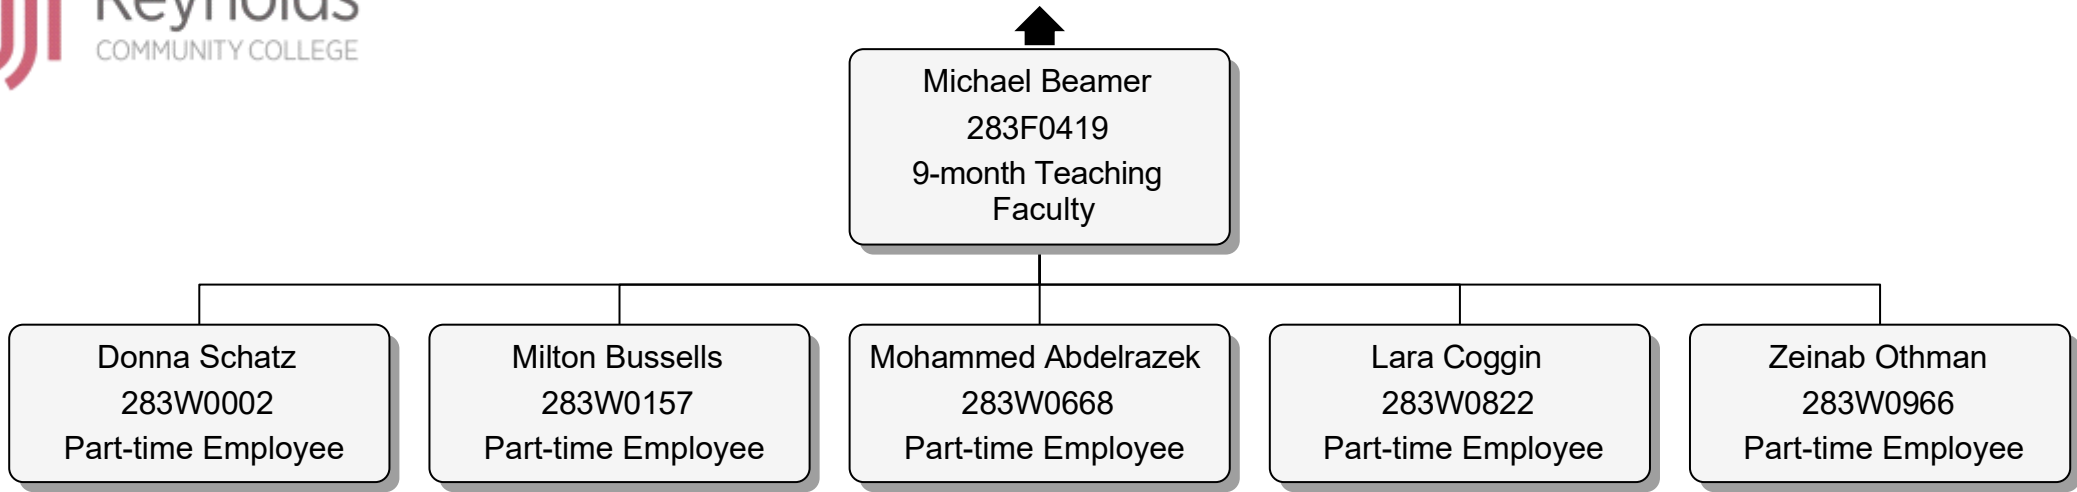 Reynolds
COMMUNITY COLLEGE
Michael Beamer
283F0419
9-month Teaching
Faculty
Donna Schatz
283W0002
Part-time Employee
Milton Bussells
283W0157
Part-time Employee
Mohammed Abdelrazek
283W0668
Part-time Employee
Lara Coggin
283W0822
Part-time Employee
Zeinab Othman
283W0966
Part-time Employee